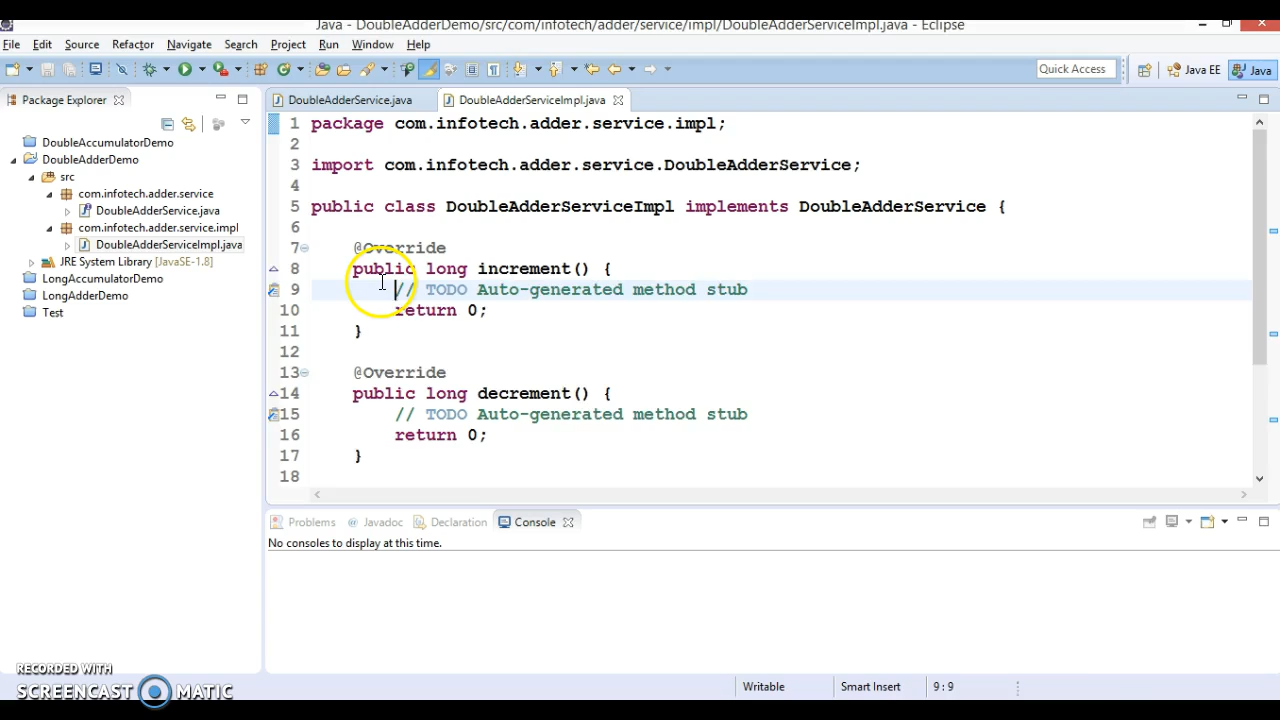 Java - DoubleAdderDemo/src/com/infotech/adder/service/impl/DoubleAdderServiceImpl.java - Eclipse
File Edit Source Refactor Navigate Search Project Run Window Help
Quick Access Java EE Java
Package Explorer
DoubleAccumulatorDemo
DoubleAdderDemo
src
com.infotech.adder.service
DoubleAdderService.java
com.infotech.adder.service.impl
DoubleAdderServiceImpl.java
JRE System Library [JavaSE-1.8]
LongAccumulatorDemo
LongAdderDemo
Test
DoubleAdderService.java DoubleAdderServiceImpl.java
1 package com.infotech.adder.service.impl;
2
3 import com.infotech.adder.service.DoubleAdderService;
4
5 public class DoubleAdderServiceImpl implements DoubleAdderService {
6
7 @Override
8 public long increment() {
9 // TODO Auto-generated method stub
10 return 0;
11 }
12
13 @Override
14 public long decrement() {
15 // TODO Auto-generated method stub
16 return 0;
17 }
18
Problems @ Javadoc Declaration Console
No consoles to display at this time.
Writable Smart Insert 9 : 9
RECORDED WITH
SCREENCAST MATIC